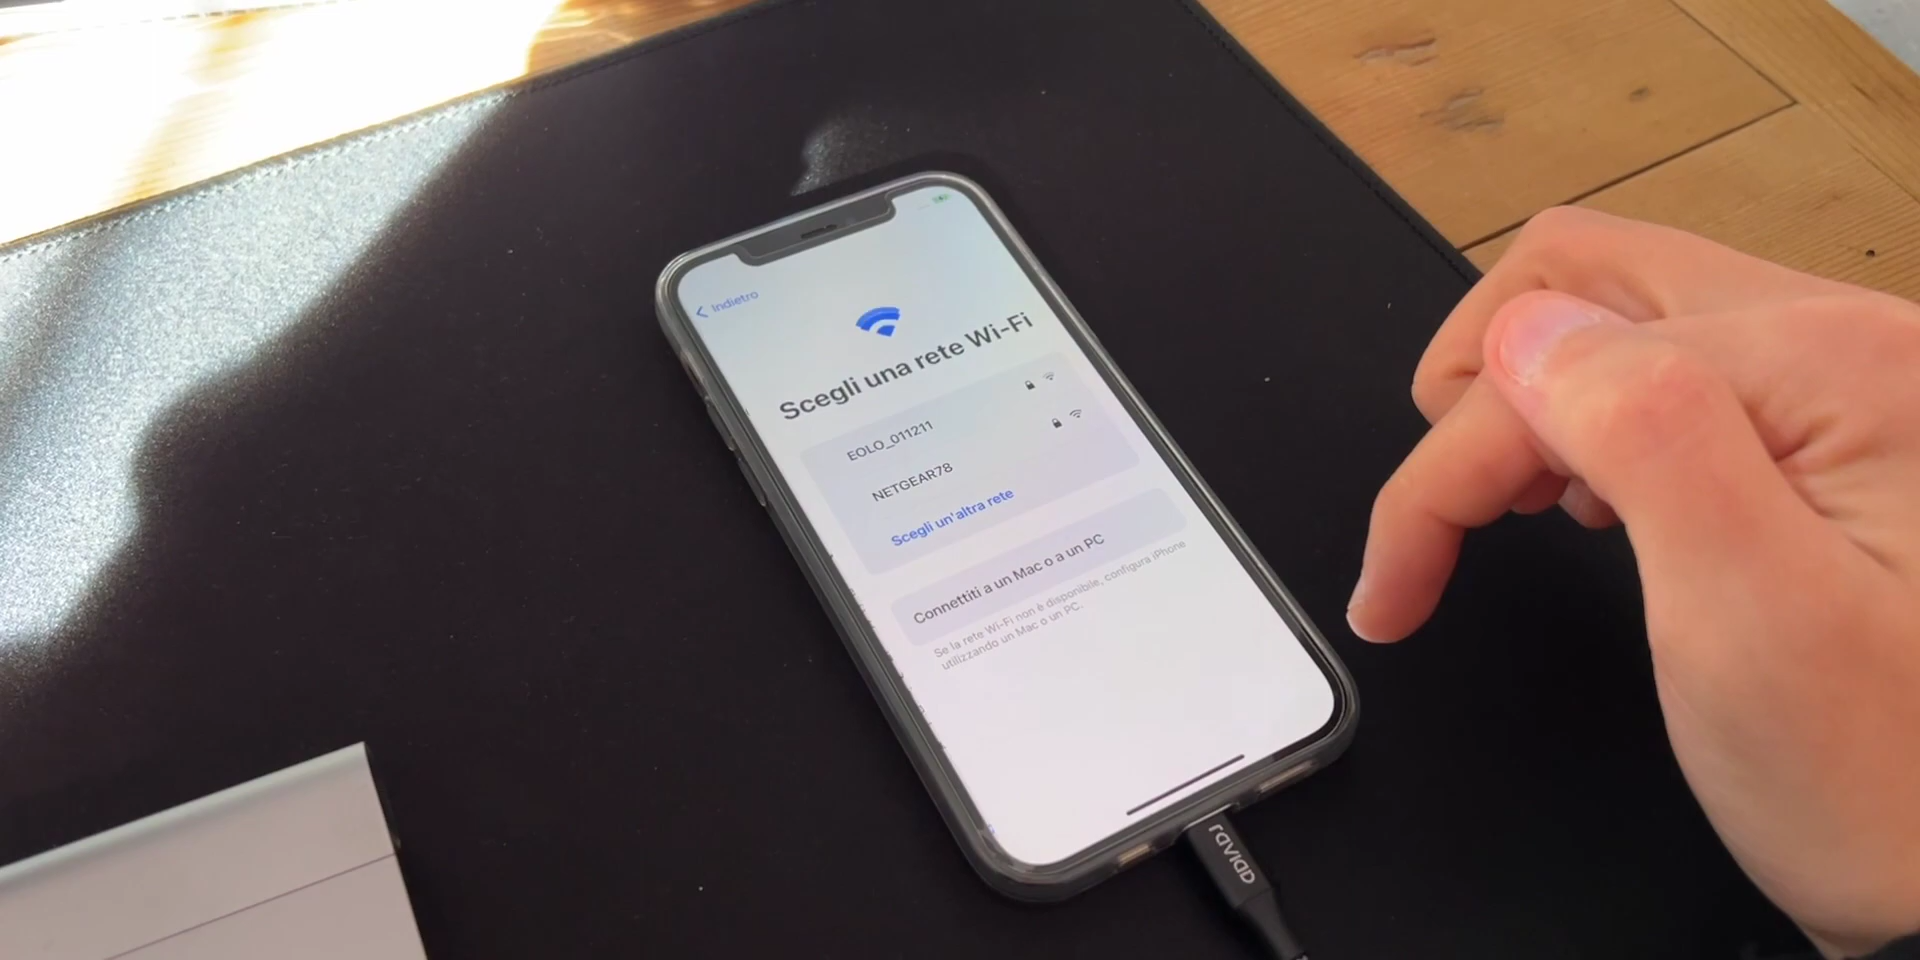 Indietro
Scegli una rete Wi-Fi
EOLO_011211
NETGEAR78
Scegli un'altra rete
Connettiti a un Mac o a un PC
Se la rete Wi-Fi non è disponibile, configura iPhone
utilizzando un Mac o un PC.
raviad